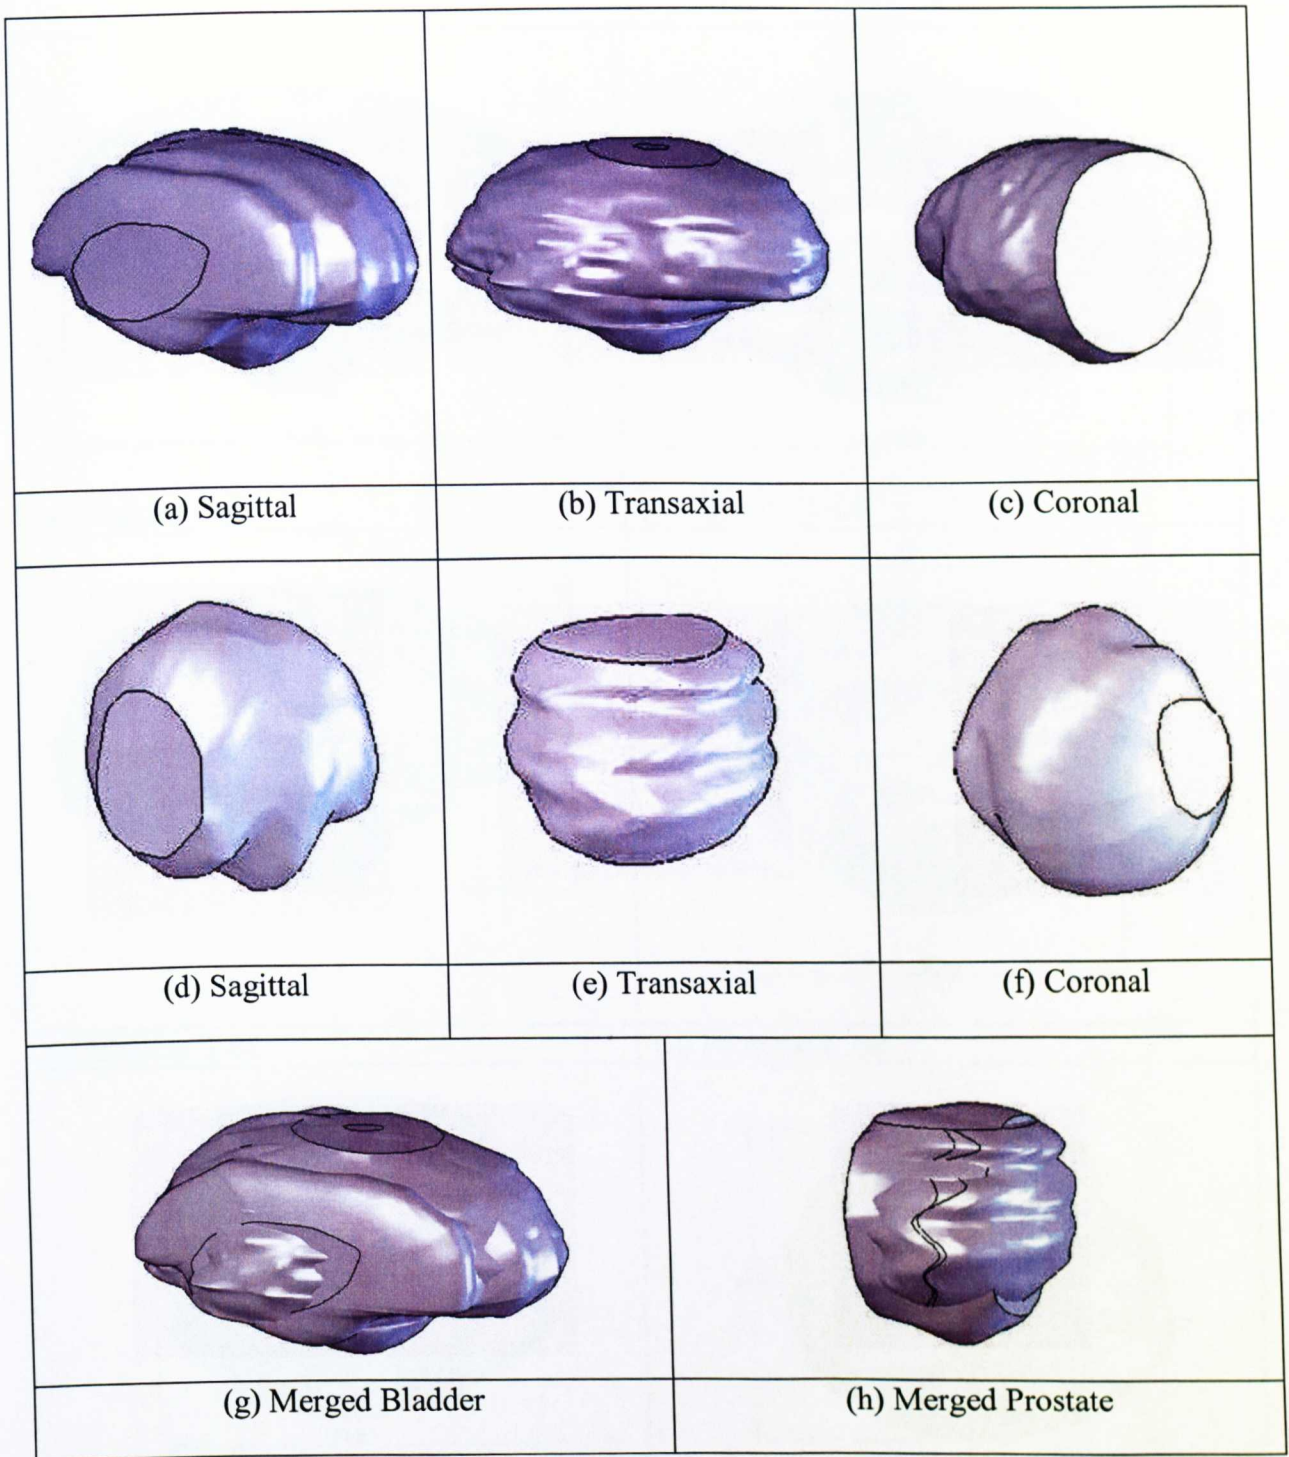 (a) Sagittal
(b) Transaxial
(c) Coronal
(d) Sagittal
(e) Transaxial
(f) Coronal
(g) Merged Bladder
(h) Merged Prostate